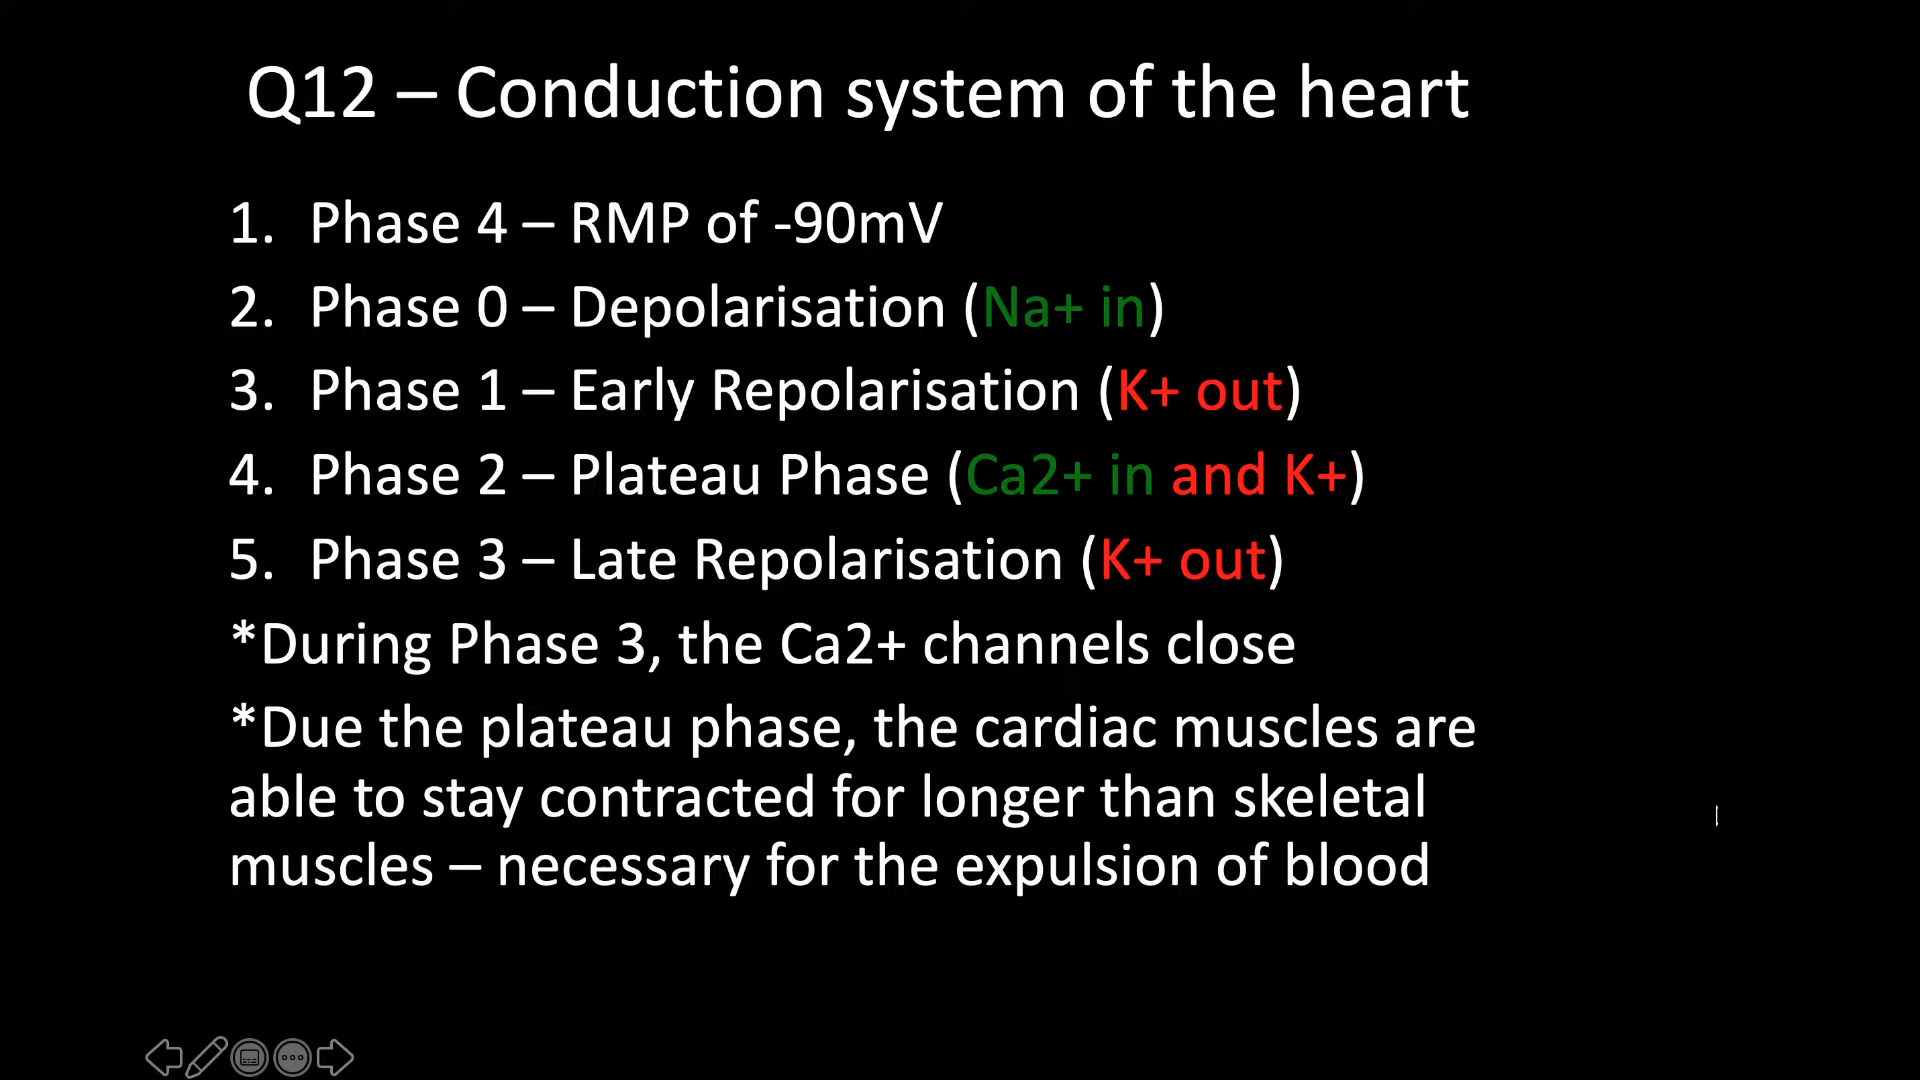 Q12 – Conduction system of the heart
1. Phase 4 – RMP of -90mV
2. Phase 0 – Depolarisation (Na+ in)
3. Phase 1 – Early Repolarisation (K+ out)
4. Phase 2 – Plateau Phase (Ca2+ in and K+)
5. Phase 3 – Late Repolarisation (K+ out)
*During Phase 3, the Ca2+ channels close
*Due the plateau phase, the cardiac muscles are
able to stay contracted for longer than skeletal
muscles – necessary for the expulsion of blood